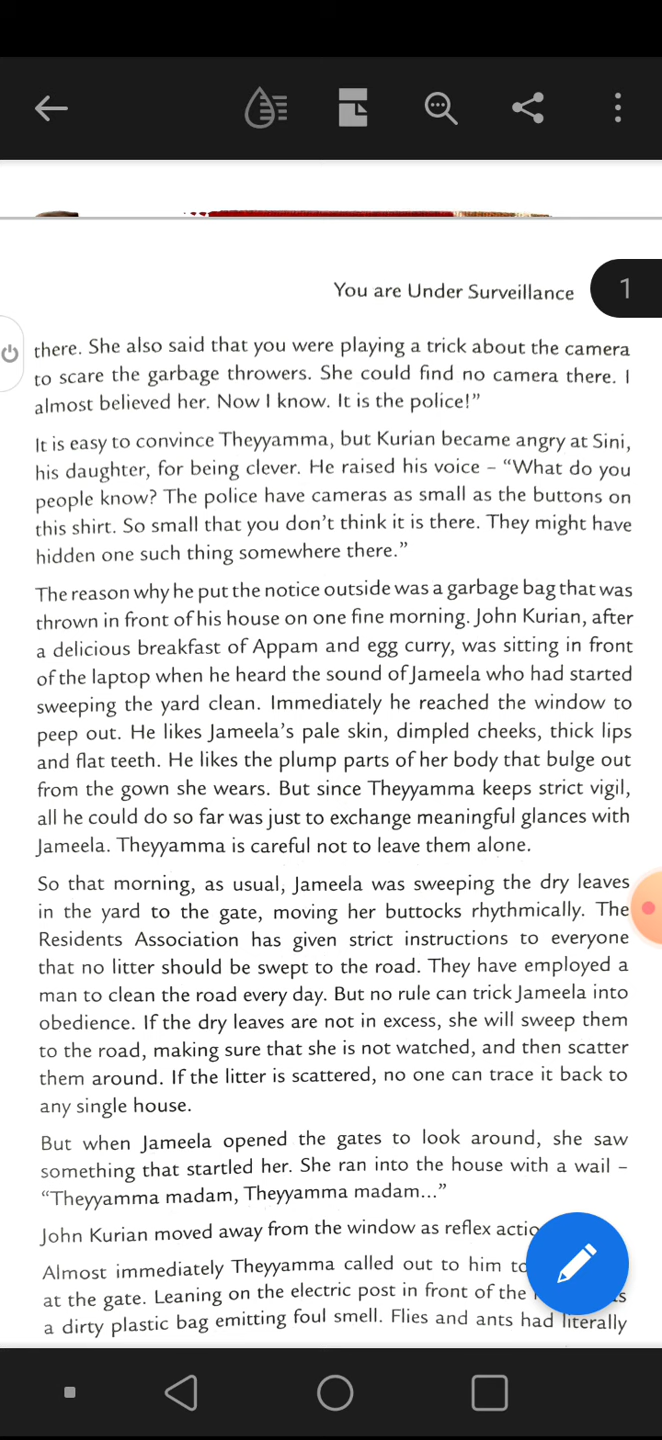 You are Under Surveillance
1
there. She also said that you were playing a trick about the camera
to scare the garbage throwers. She could find no camera there. I
almost believed her. Now I know. It is the police!”
It is easy to convince Theyyamma, but Kurian became angry at Sini,
his daughter, for being clever. He raised his voice – “What do you
people know? The police have cameras as small as the buttons on
this shirt. So small that you don’t think it is there. They might have
hidden one such thing somewhere there.”
The reason why he put the notice outside was a garbage bag that was
thrown in front of his house on one fine morning. John Kurian, after
a delicious breakfast of Appam and egg curry, was sitting in front
of the laptop when he heard the sound of Jameela who had started
sweeping the yard clean. Immediately he reached the window to
peep out. He likes Jameela’s pale skin, dimpled cheeks, thick lips
and flat teeth. He likes the plump parts of her body that bulge out
from the gown she wears. But since Theyyamma keeps strict vigil,
all he could do so far was just to exchange meaningful glances with
Jameela. Theyyamma is careful not to leave them alone.
So that morning, as usual, Jameela was sweeping the dry leaves
in the yard to the gate, moving her buttocks rhythmically. The
Residents Association has given strict instructions to everyone
that no litter should be swept to the road. They have employed a
man to clean the road every day. But no rule can trick Jameela into
obedience. If the dry leaves are not in excess, she will sweep them
to the road, making sure that she is not watched, and then scatter
them around. If the litter is scattered, no one can trace it back to
any single house.
But when Jameela opened the gates to look around, she saw
something that startled her. She ran into the house with a wail –
“Theyyamma madam, Theyyamma madam...”
John Kurian moved away from the window as reflex
Almost immediately Theyyamma called out to him
at the gate. Leaning on the electric post in front of the
a dirty plastic bag emitting foul smell. Flies and ants had literally